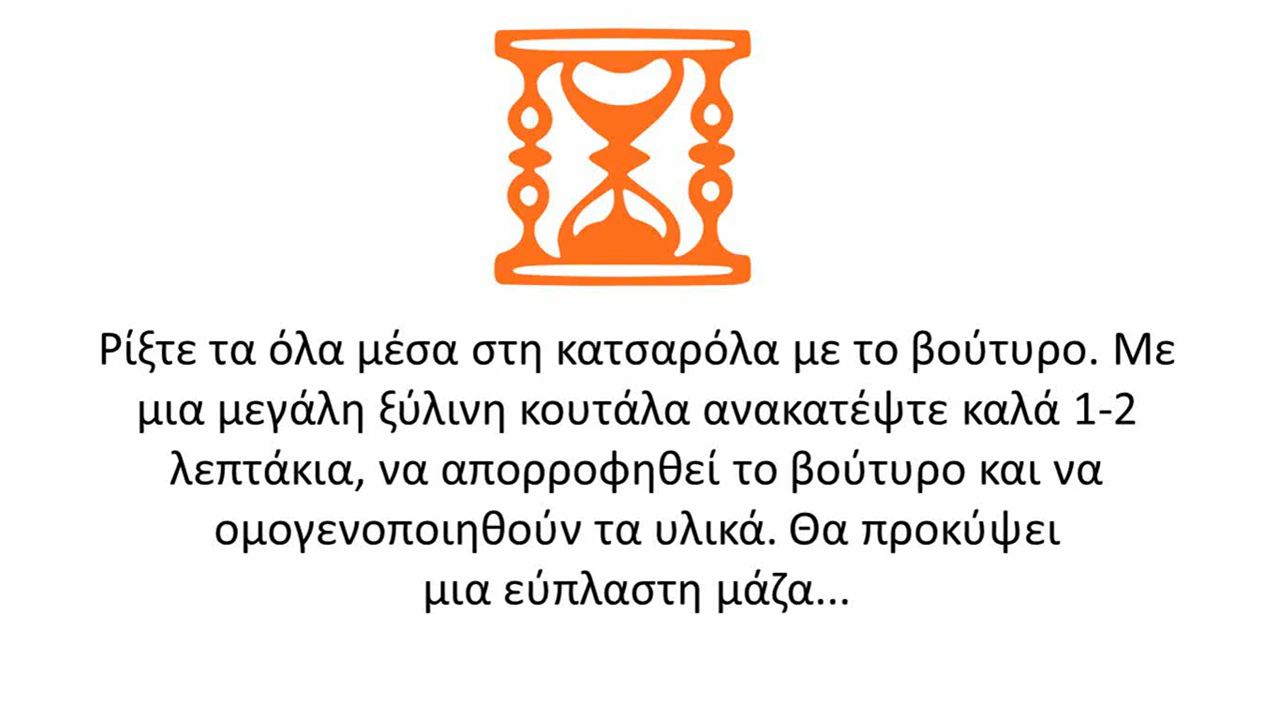 Ρίξτε τα όλα μέσα στη κατσαρόλα με το βούτυρο. Με
μια μεγάλη ξύλινη κουτάλα ανακατέψτε καλά 1-2
λεπτάκια, να απορροφηθεί το βούτυρο και να
ομογενοποιηθούν τα υλικά. Θα προκύψει
μια εύπλαστη μάζα...